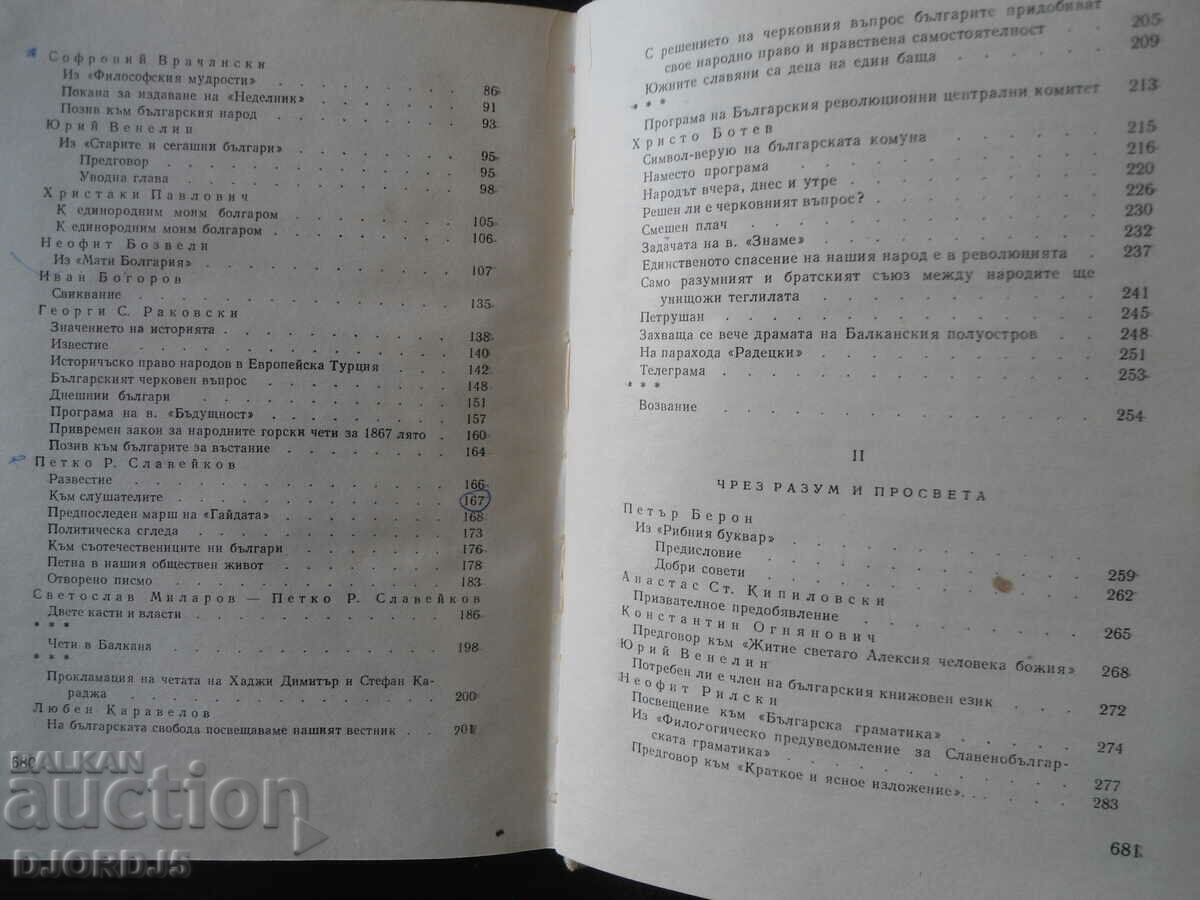 Софроний Врачански
Из «Философския мудрости» . . . . . . . 86
Покана за издаване на «Неделник» . . . . . . . 91
Позив към българския народ . . . . . . . 93
Юрий Венелин
Из «Старите и сегашни българи» . . . . . . . 95
Предговор . . . . . . . 95
Уводна глава . . . . . . . 98
Христаки Павлович
К единородним моим болгаром . . . . . . . 105
К единородним моим болгаром . . . . . . . 106
Неофит Бозвели
Из «Мати Болгария» . . . . . . . 107
Иван Богоров
Свиквание . . . . . . . 135
Георги С. Раковски
Значението на историята . . . . . . . 138
Известие . . . . . . . 140
Историчъско право народов в Европейска Турция . . . . 142
Българският черковен въпрос . . . . . . . 148
Днешнии българи . . . . . . . 151
Програма на в. «Бъдущност» . . . . . . . 157
Привремен закон за народните горски чети за 1867 лято . 160
Позив към българите за въстание . . . . . . . 164
Петко Р. Славейков
Развестие . . . . . . . 166
Към слушателите . . . . . . . 167
Предпоследен марш на «Гайдата» . . . . . . . 168
Политическа сгледа . . . . . . . 173
Към съотечествениците ни българи . . . . . . . 176
Петна в нашия обществен живот . . . . . . . 178
Отворено писмо . . . . . . . 183
Светослав Миларов — Петко Р. Славейков
Двете касти и власти . . . . . . . 186
* * *
Чети в Балкана . . . . . . . 198
* * *
Прокламация на четата на Хаджи Димитър и Стефан Ка-
раджа . . . . . . . 200
Любен Каравелов
На българската свобода посвещаваме нашият вестник . . 201
680
С решението на черковния въпрос българите придобиват
свое народно право и нравствена самостоятелност . . 205
Южните славяни са деца на един баща . . . . . . . 209
* * *
Програма на Българския революционни централни комитет 213
Христо Ботев
Символ-верую на българската комуна . . . . . . . 215
Наместо програма . . . . . . . 216
Народът вчера, днес и утре . . . . . . . 220
Решен ли е черковният въпрос? . . . . . . . 226
Смешен плач . . . . . . . 230
Задачата на в. «Знаме» . . . . . . . 232
Единственото спасение на нашия народ е в революцията . 237
Само разумният и братският съюз между народите ще
унищожи теглилата . . . . . . . 241
Петрушан . . . . . . . 245
Захваща се вече драмата на Балканския полуостров . . . 248
На парахода «Радецки» . . . . . . . 251
Телеграма . . . . . . . 253
* * *
Возвание . . . . . . . 254
II
ЧРЕЗ РАЗУМ И ПРОСВЕТА
Петър Берон
Из «Рибния буквар» . . . . . . .
Предисловие . . . . . . . 259
Добри совети . . . . . . . 262
Анастас Ст. Кипиловски
Призвателное предобявление . . . . . . . 265
Константин Огнянович
Предговор към «Житие светаго Алексия человека божия» 268
Юрий Венелин
Потребен ли е член на българския книжовен език . . . 272
Неофит Рилски
Посвещение към «Българска граматика» . . . . . . . 274
Из «Филологическо предуведомление за Славенобългар-
ската граматика» . . . . . . . 277
Предговор към «Краткое и ясное изложение». . . . . . . 283
681
BALKAN
auction
DJORDJ5